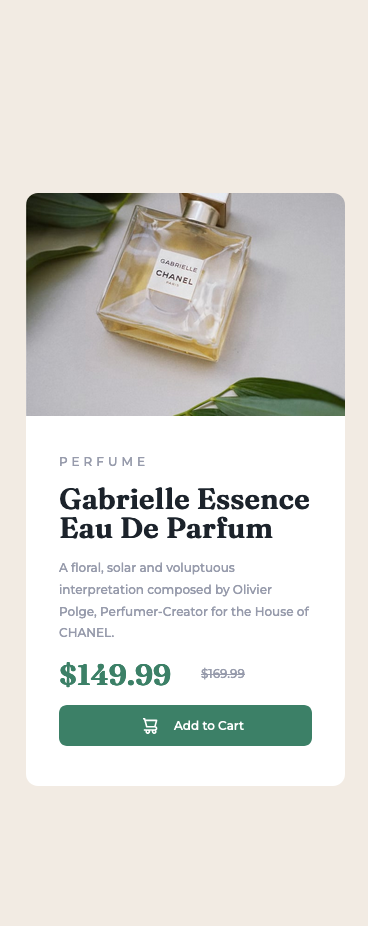 GABRIELLE
CHANEL
PARIS
PERFUME
Gabrielle Essence
Eau De Parfum
A floral, solar and voluptuous
interpretation composed by Olivier
Polge, Perfumer-Creator for the House of
CHANEL.
$149.99 $169.99
Add to Cart